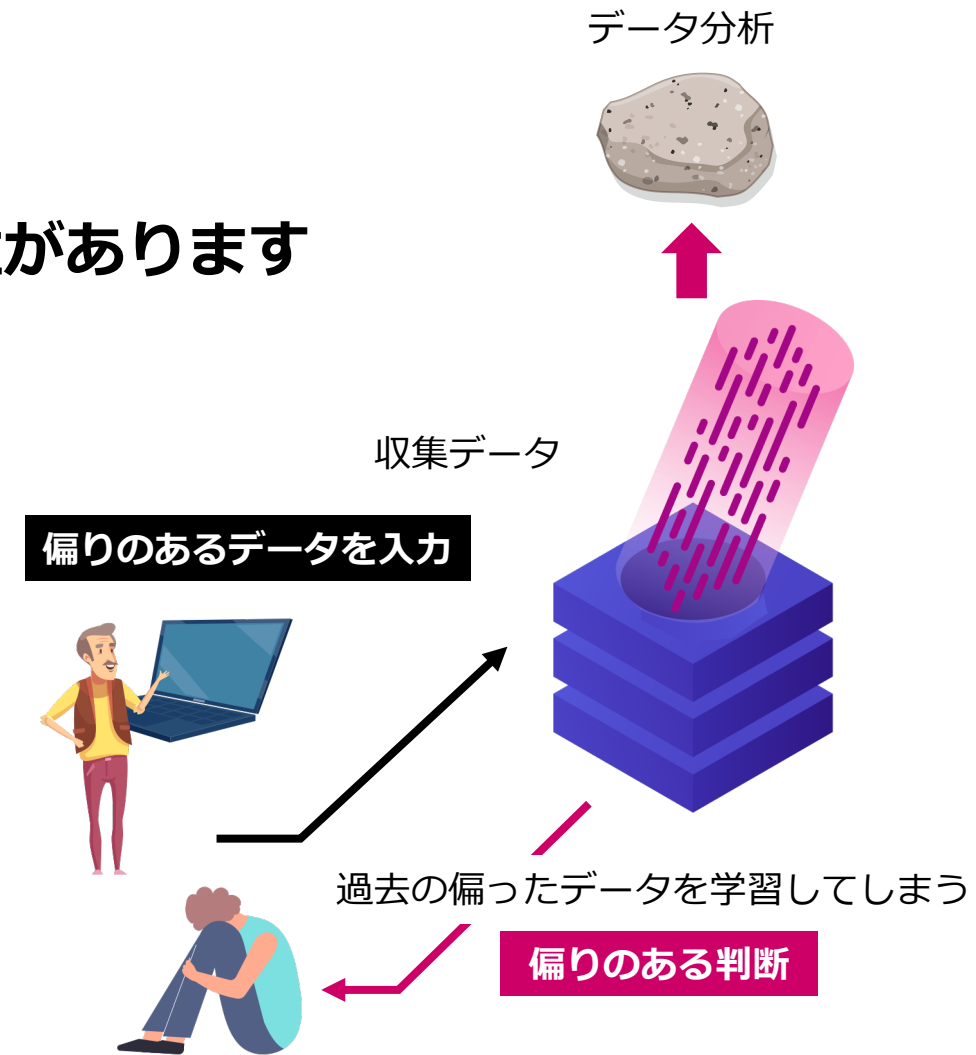 データ分析
があります
収集データ
偏りのあるデータを入力
過去の偏ったデータを学習してしまう
偏りのある判断